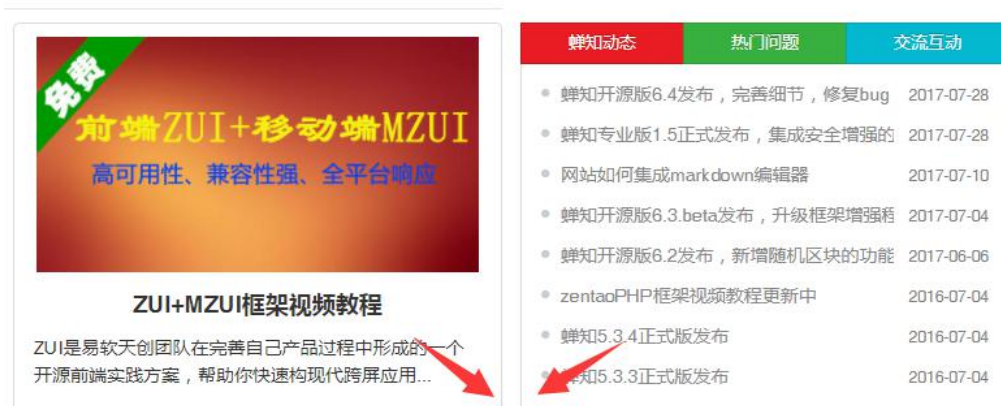 免费
前端ZUI+移动端MZUI
高可用性、兼容性强、全平台响应
ZUI+MZUI框架视频教程
ZUI是易软天创团队在完善自己产品过程中形成的一个
开源前端实践方案，帮助你快速构现代跨屏应用...
蝉知动态 热门问题 交流互动
蝉知开源版6.4发布，完善细节，修复bug 2017-07-28
蝉知专业版1.5正式发布，集成安全增强的 2017-07-28
网站如何集成markdown编辑器 2017-07-10
蝉知开源版6.3.beta发布，升级框架增强程 2017-07-04
蝉知开源版6.2发布，新增随机区块的功能 2017-06-06
zentaoPHP框架视频教程更新中 2016-07-04
蝉知5.3.4正式版发布 2016-07-04
蝉知5.3.3正式版发布 2016-07-04